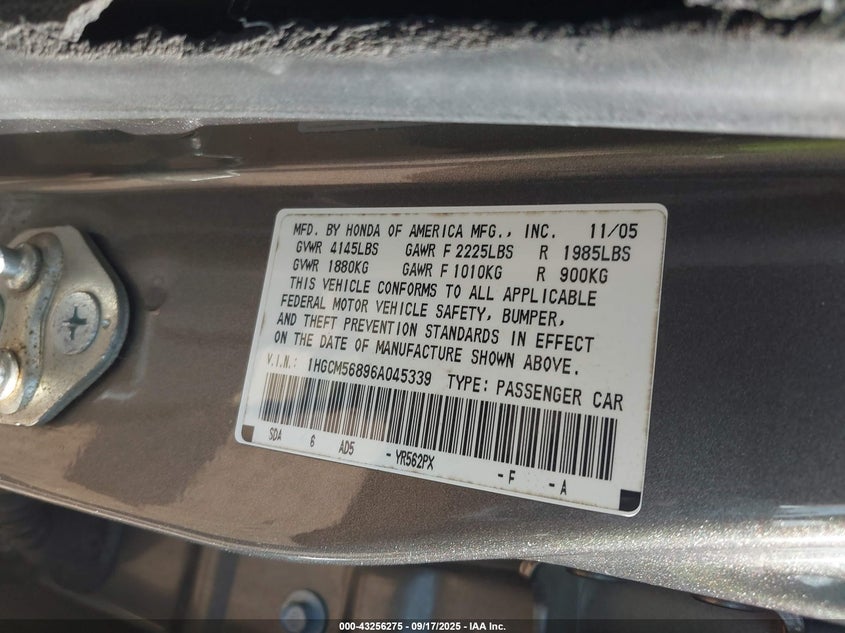 MFD. BY HONDA OF AMERICA MFG., INC. 11/05
GVWR 4145LBS GAWR F 2225LBS R 1985LBS
GVWR 1880KG GAWR F 1010KG R 900KG
THIS VEHICLE CONFORMS TO ALL APPLICABLE
FEDERAL MOTOR VEHICLE SAFETY, BUMPER,
AND THEFT PREVENTION STANDARDS IN EFFECT
ON THE DATE OF MANUFACTURE SHOWN ABOVE.
V.I.N.: 1HGCM56896A045339 TYPE: PASSENGER CAR
SDA 6 AD5 - YR562PX - F - A
000-43256275 - 09/17/2025 - IAA Inc.